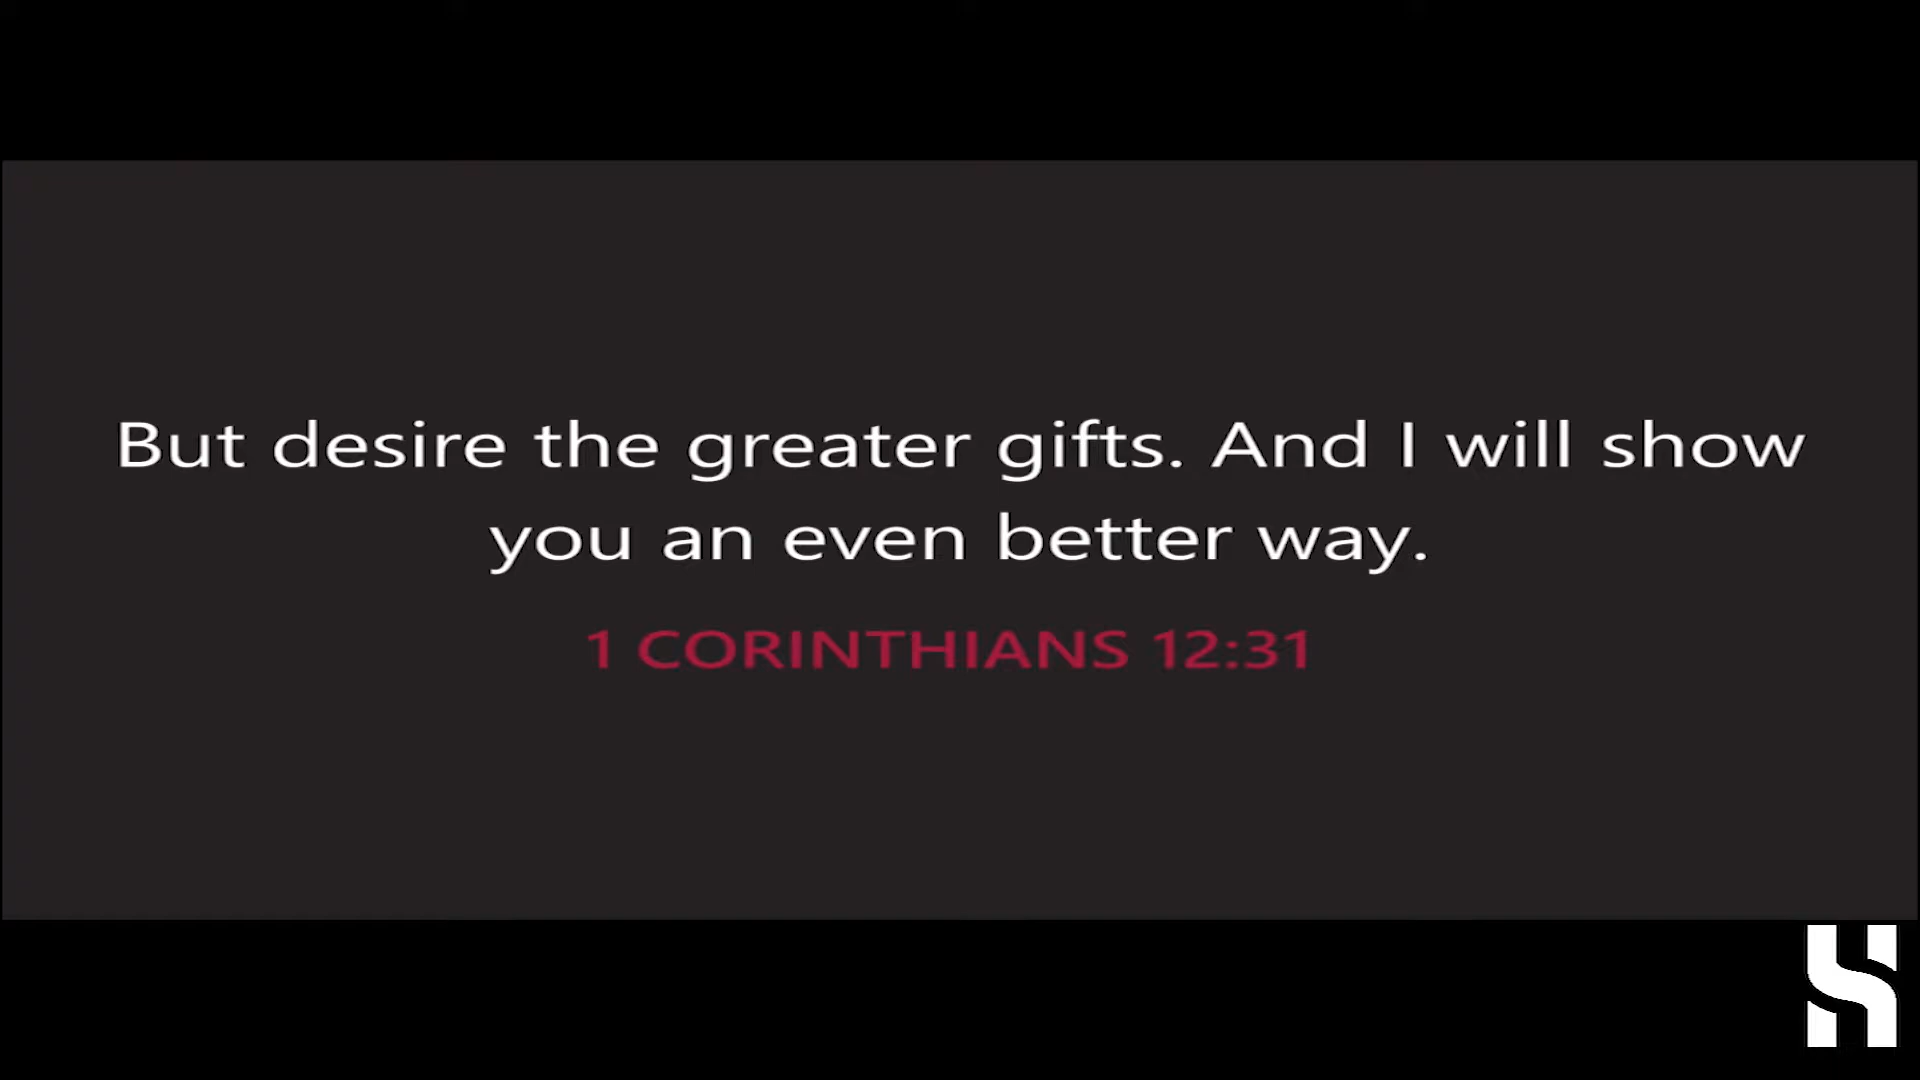 But desire the greater gifts. And I will show
you an even better way.
1 CORINTHIANS 12:31